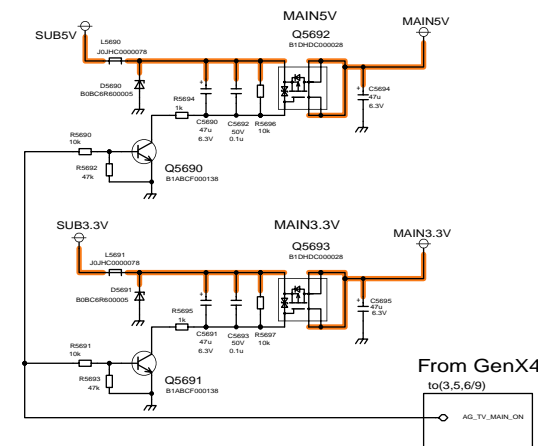 MAIN5V
SUB5V
L5690
J0JHC0000078
Q5692
B1DHDC000028
MAIN5V
D5690
B0BC6R600005
R5694
1k
C5690
47u
6.3V
C5692
50V
0.1u
R5696
10k
C5694
47u
6.3V
R5690
10k
R5692
47k
Q5690
B1ABCF000138
SUB3.3V
MAIN3.3V
L5691
J0JHC0000078
Q5693
B1DHDC000028
MAIN3.3V
D5691
B0BC6R600005
R5695
1k
C5691
47u
6.3V
C5693
50V
0.1u
R5697
10k
C5695
47u
6.3V
R5691
10k
R5693
47k
Q5691
B1ABCF000138
From GenX4
to(3,5,6/9)
AG_TV_MAIN_ON